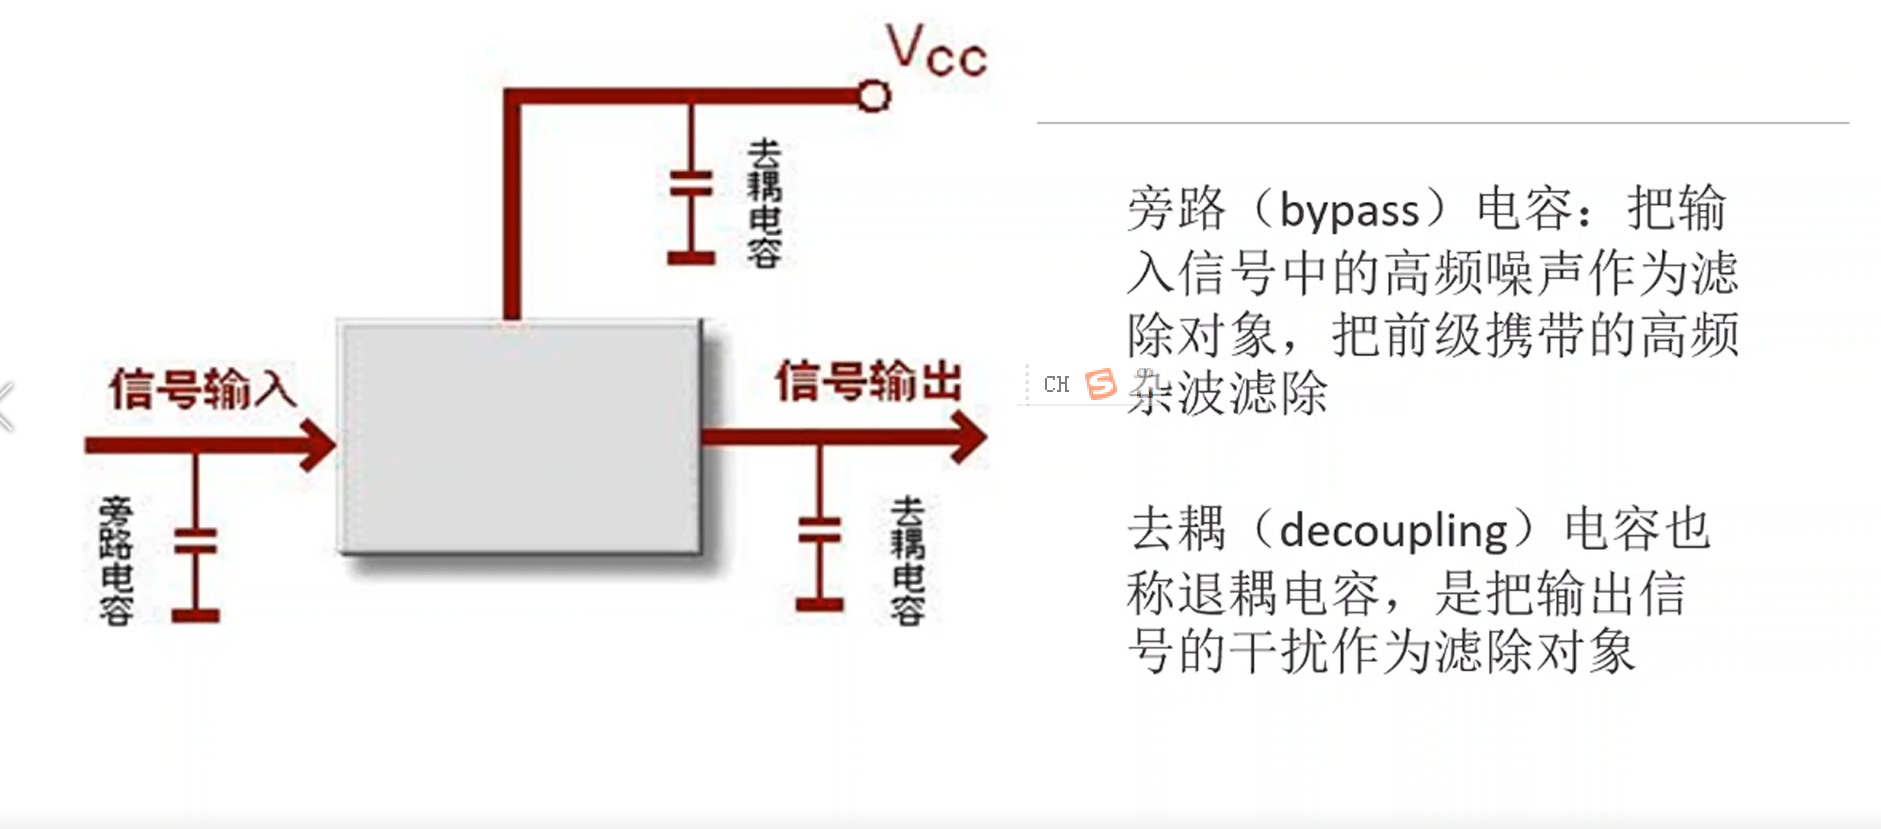 Vcc
去耦电容
信号输入
信号输出
旁路电容
去耦电容
旁路（bypass）电容：把输
入信号中的高频噪声作为滤
除对象，把前级携带的高频
杂波滤除
CH
去耦（decoupling）电容也
称退耦电容，是把输出信
号的干扰作为滤除对象